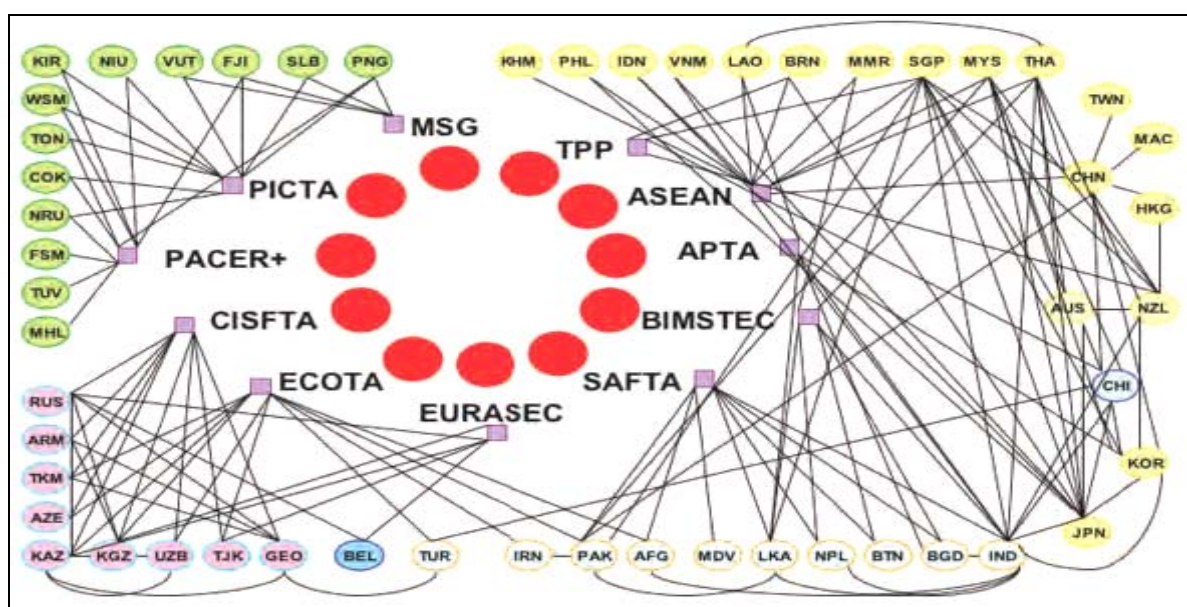 KIR NIU VUT FJI SLB PNG KHM PHL IDN VNM LAO BRN MMR SGP MYS THA
WSM
TWN
MSG
TON
MAC
TPP
COK
CHN
PICTA
ASEAN
NRU
HKG
FSM
PACER+
APTA
TUV
AUS NZL
CISFTA
BIMSTEC
MHL
ECOTA
SAFTA
CHI
RUS
EURASEC
ARM
KOR
TKM
AZE
JPN
KAZ KGZ UZB TJK GEO BEL TUR IRN PAK AFG MDV LKA NPL BTN BGD IND